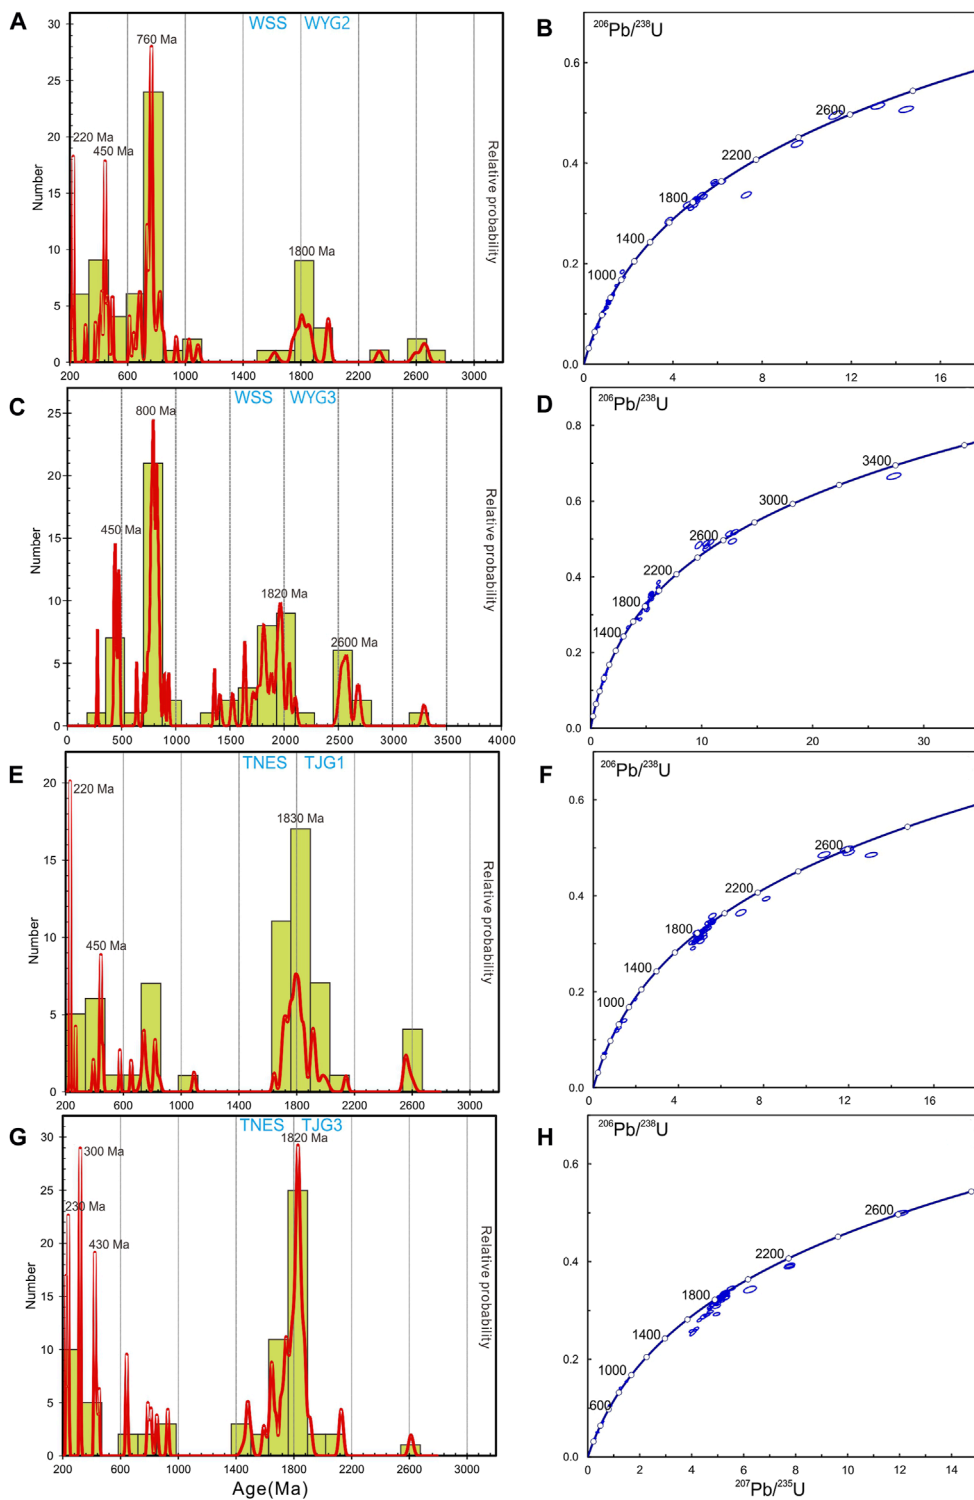 A
WSS WYG2
30
25
20
15
10
5
0
Number
760 Ma
220 Ma
450 Ma
1800 Ma
Relative probability
200 600 1000 1400 1800 2200 2600 3000
B
206Pb/238U
0.6
0.4
0.2
0.0
1000
1400
1800
2200
2600
0 4 8 12 16
C
WSS WYG3
25
20
15
10
5
0
Number
800 Ma
450 Ma
1820 Ma
2600 Ma
Relative probability
0 500 1000 1500 2000 2500 3000 3500 4000
D
206Pb/238U
0.8
0.6
0.4
0.2
0.0
1400
1800
2200
2600
3000
3400
0 10 20 30
E
TNES TJG1
20
15
10
5
0
Number
220 Ma
450 Ma
1830 Ma
Relative probability
200 600 1000 1400 1800 2200 2600 3000
F
206Pb/238U
0.6
0.4
0.2
0.0
1000
1400
1800
2200
2600
0 4 8 12 16
G
TNES TJG3
30
25
20
15
10
5
0
Number
300 Ma
230 Ma
430 Ma
1820 Ma
Relative probability
200 600 1000 1400 1800 2200 2600 3000
Age(Ma)
H
206Pb/238U
0.6
0.4
0.2
0.0
600
1000
1400
1800
2200
2600
0 2 4 6 8 10 12 14
207Pb/235U